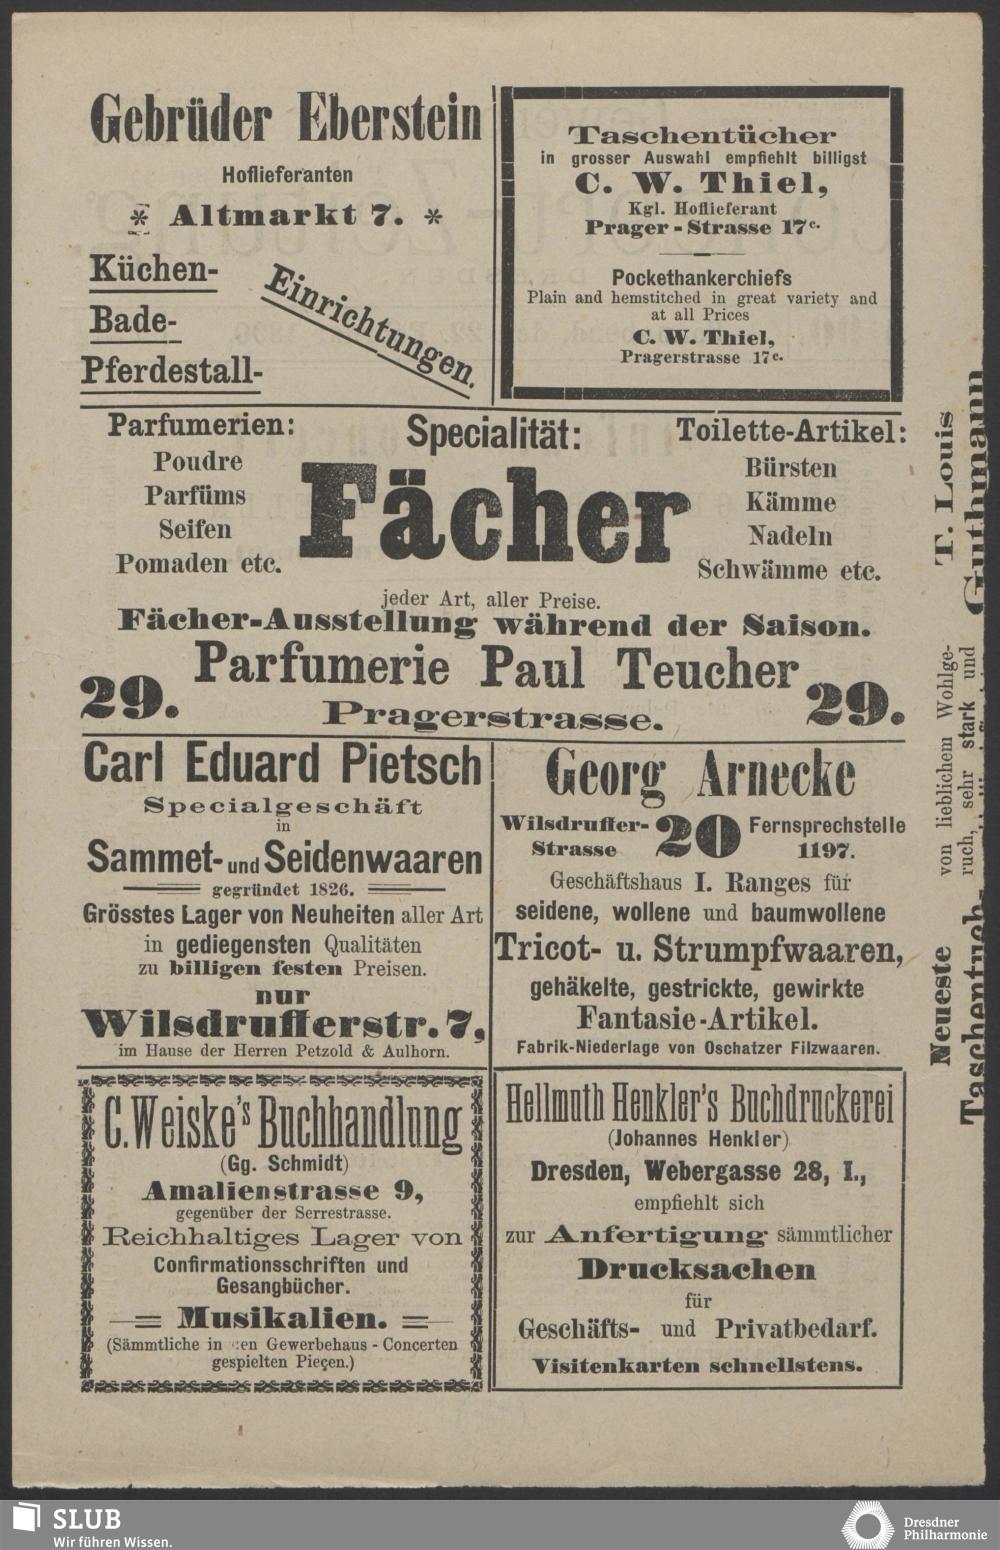 Gebrüder Eberstein
Hoflieferanten
* Altmarkt 7. *
Küchen-
Bade-
Pferdestall-
Einrichtungen.
Taschentücher
in grosser Auswahl empfiehlt billigst
C. W. Thiel,
Kgl. Hoflieferant
Prager - Strasse 17c.
Pockethankerchiefs
Plain and hemstitched in great variety and
at all Prices
C. W. Thiel,
Pragerstrasse 17c.
Parfumerien:
Poudre
Parfüms
Seifen
Pomaden etc.
Specialität:
Fächer
Toilette-Artikel:
Bürsten
Kämme
Nadeln
Schwämme etc.
jeder Art, aller Preise.
Fächer-Ausstellung während der Saison.
29. Parfumerie Paul Teucher 29.
Pragerstrasse.
Carl Eduard Pietsch
Specialgeschäft
in
Sammet- und Seidenwaaren
gegründet 1826.
Grösstes Lager von Neuheiten aller Art
in gediegensten Qualitäten
zu billigen festen Preisen.
nur
Wilsdrufferstr. 7,
im Hause der Herren Petzold & Aulhorn.
Georg Arnecke
Wilsdruffer-Strasse 20 Fernsprechstelle 1197.
Geschäftshaus I. Ranges für
seidene, wollene und baumwollene
Tricot- u. Strumpfwaaren,
gehäkelte, gestrickte, gewirkte
Fantasie-Artikel.
Fabrik-Niederlage von Oschatzer Filzwaaren.
C. Weiske's Buchhandlung
(Gg. Schmidt)
Amalienstrasse 9,
gegenüber der Serrestrasse.
Reichhaltiges Lager von
Confirmationsschriften und
Gesangbücher.
Musikalien.
(Sämmtliche in den Gewerbehaus - Concerten
gespielten Pieçen.)
Hellmuth Henkler's Buchdruckerei
(Johannes Henkler)
Dresden, Webergasse 28, I.,
empfiehlt sich
zur Anfertigung sämmtlicher
Drucksachen
für
Geschäfts- und Privatbedarf.
Visitenkarten schnellstens.
Neueste von lieblichem Wohlge- T. Louis
Taschentuch- ruch, sehr stark und Guthmann
SLUB
Wir führen Wissen.
Dresdner
Philharmonie